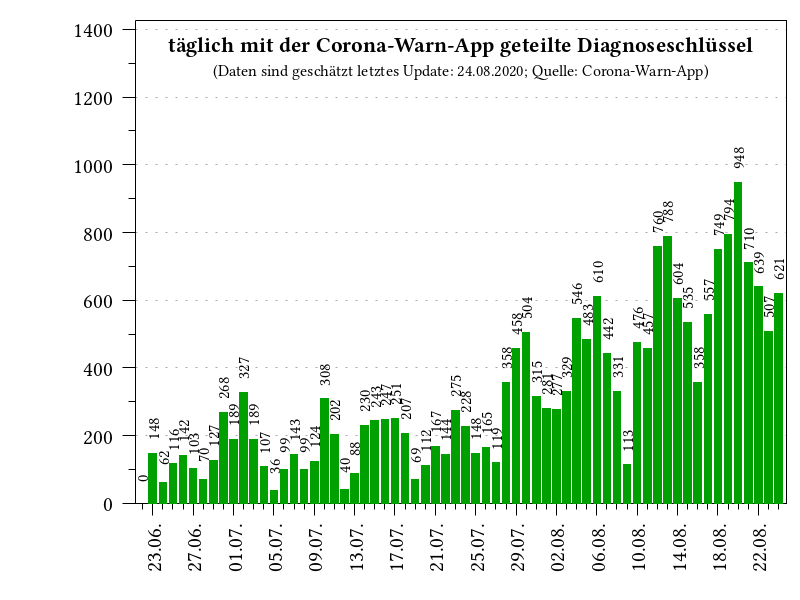 täglich mit der Corona-Warn-App geteilte Diagnoseschlüssel
(Daten sind geschätzt letztes Update: 24.08.2020; Quelle: Corona-Warn-App)
1400
1200
1000
800
600
400
200
0
0 148 62 116 142 103 70 127 268 189 327 189 107 36 99 143 99 124 308 202 40 88 230 243 247 251 207 69 112 167 144 275 228 148 165 119 358 458 504 315 281 277 329 546 483 610 442 331 113 476 457 760 788 604 535 358 557 749 794 948 710 639 507 621
23.06. 27.06. 01.07. 05.07. 09.07. 13.07. 17.07. 21.07. 25.07. 29.07. 02.08. 06.08. 10.08. 14.08. 18.08. 22.08.